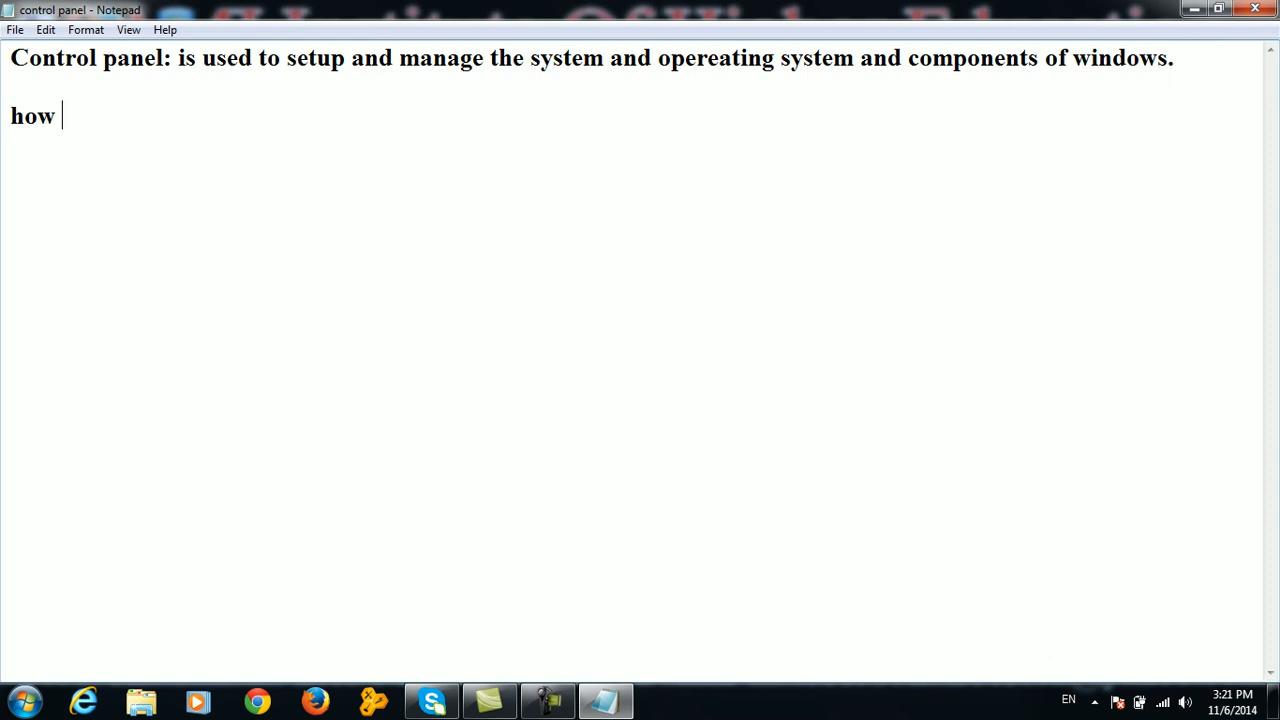 control panel - Notepad
File Edit Format View Help
Control panel: is used to setup and manage the system and opereating system and components of windows.
how
EN
3:21 PM
11/6/2014